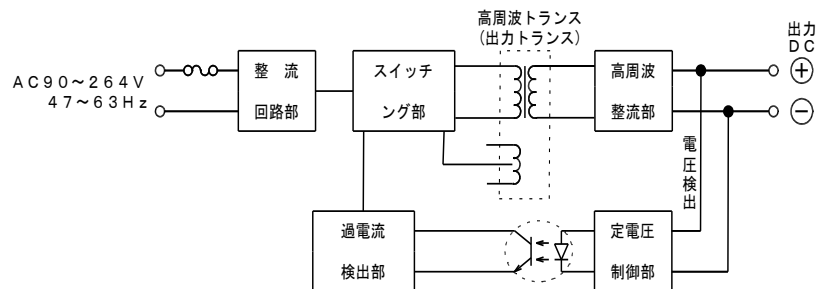 高周波トランス
(出力トランス)
出力
DC
AC90～264V
47～63Hz
整 流
回路部
スイッチ
ング部
高周波
整流部
電圧検出
過電流
検出部
定電圧
制御部